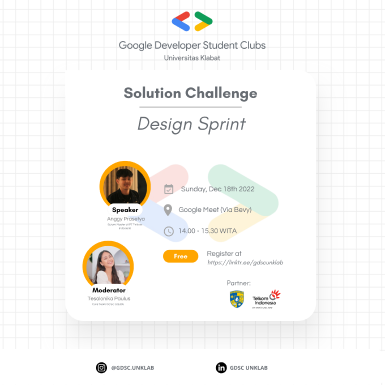 Google Developer Student Clubs
Universitas Klabat
Solution Challenge
Design Sprint
Speaker
Anggy Prasetyo
Moderator
Tesalonika Paulus
Sunday, Dec 18th 2022
Google Meet (Via Bevy)
14:00 - 15.30 WITA
Free
Register at
https://linktr.ee/gdscunklab
Partner:
Telkom
Indonesia
@GDSC.UNKLAB
GDSC UNKLAB